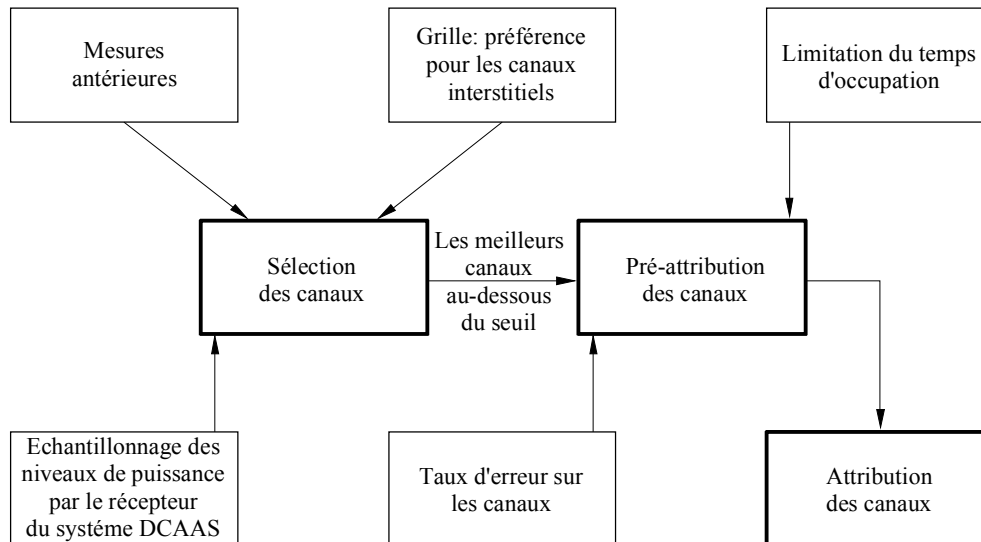 Mesures
antérieures
Grille: préférence
pour les canaux
interstitiels
Limitation du temps
d'occupation
Sélection
des canaux
Les meilleurs
canaux
au-dessous
du seuil
Pré-attribution
des canaux
Echantillonnage des
niveaux de puissance
par le récepteur
du systéme DCAAS
Taux d'erreur sur
les canaux
Attribution
des canaux